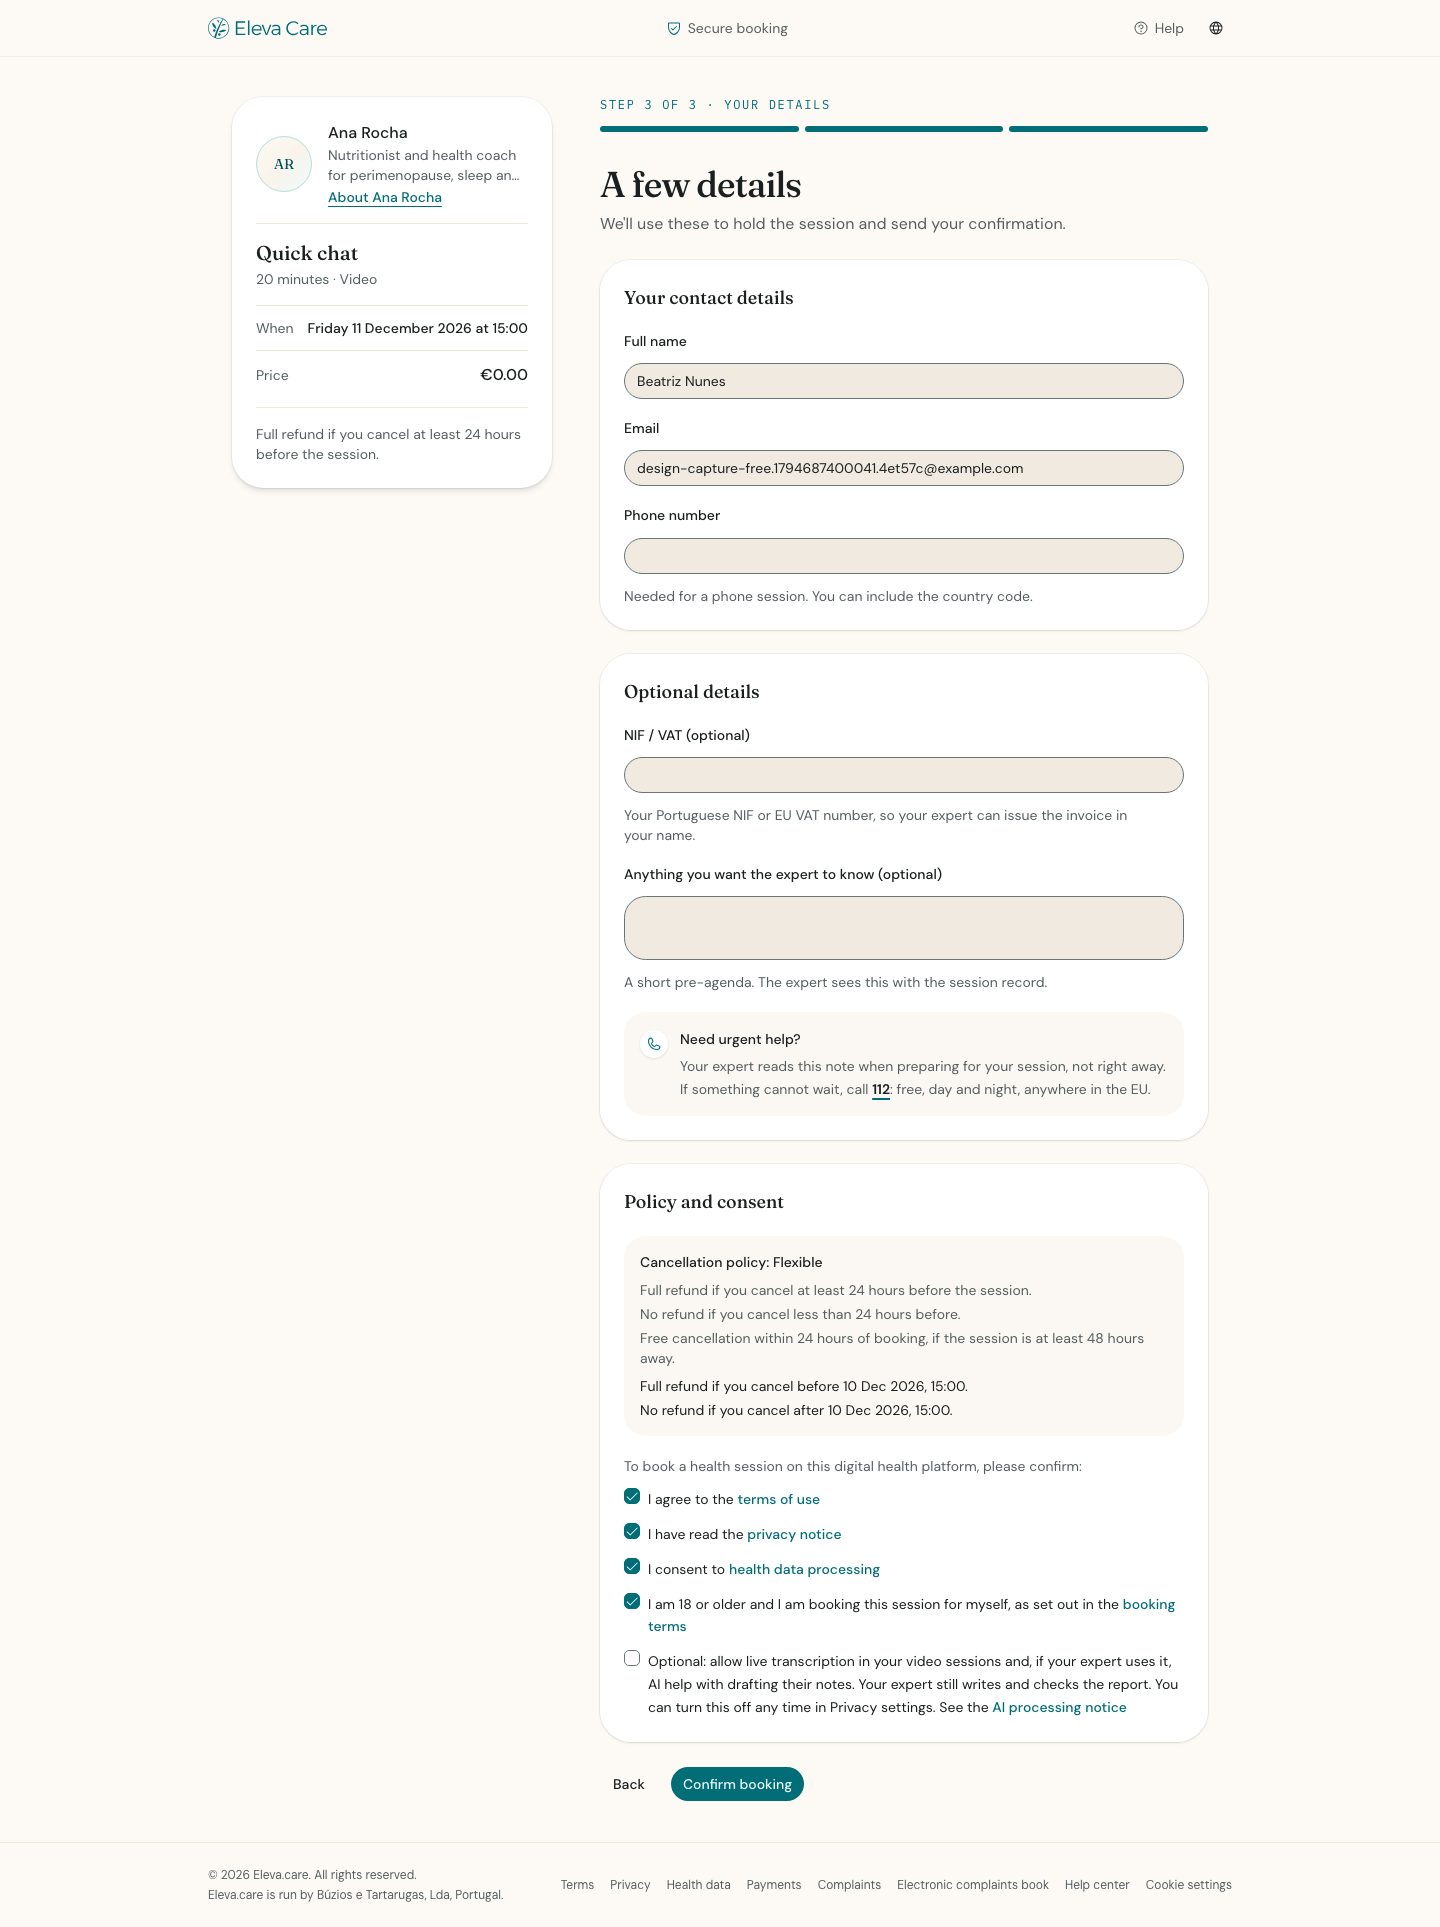 Eleva Care
Secure booking
Help
AR
Ana Rocha
Nutritionist and health coach
for perimenopause, sleep an…
About Ana Rocha
Quick chat
20 minutes · Video
When Friday 11 December 2026 at 15:00
Price €0.00
Full refund if you cancel at least 24 hours
before the session.
STEP 3 OF 3 · YOUR DETAILS
A few details
We'll use these to hold the session and send your confirmation.
Your contact details
Full name
Beatriz Nunes
Email
design-capture-free.1794687400041.4et57c@example.com
Phone number
Needed for a phone session. You can include the country code.
Optional details
NIF / VAT (optional)
Your Portuguese NIF or EU VAT number, so your expert can issue the invoice in
your name.
Anything you want the expert to know (optional)
A short pre-agenda. The expert sees this with the session record.
Need urgent help?
Your expert reads this note when preparing for your session, not right away.
If something cannot wait, call 112: free, day and night, anywhere in the EU.
Policy and consent
Cancellation policy: Flexible
Full refund if you cancel at least 24 hours before the session.
No refund if you cancel less than 24 hours before.
Free cancellation within 24 hours of booking, if the session is at least 48 hours
away.
Full refund if you cancel before 10 Dec 2026, 15:00.
No refund if you cancel after 10 Dec 2026, 15:00.
To book a health session on this digital health platform, please confirm:
I agree to the terms of use
I have read the privacy notice
I consent to health data processing
I am 18 or older and I am booking this session for myself, as set out in the booking
terms
Optional: allow live transcription in your video sessions and, if your expert uses it,
AI help with drafting their notes. Your expert still writes and checks the report. You
can turn this off any time in Privacy settings. See the AI processing notice
Back
Confirm booking
© 2026 Eleva.care. All rights reserved.
Eleva.care is run by Búzios e Tartarugas, Lda, Portugal.
Terms Privacy Health data Payments Complaints Electronic complaints book Help center Cookie settings